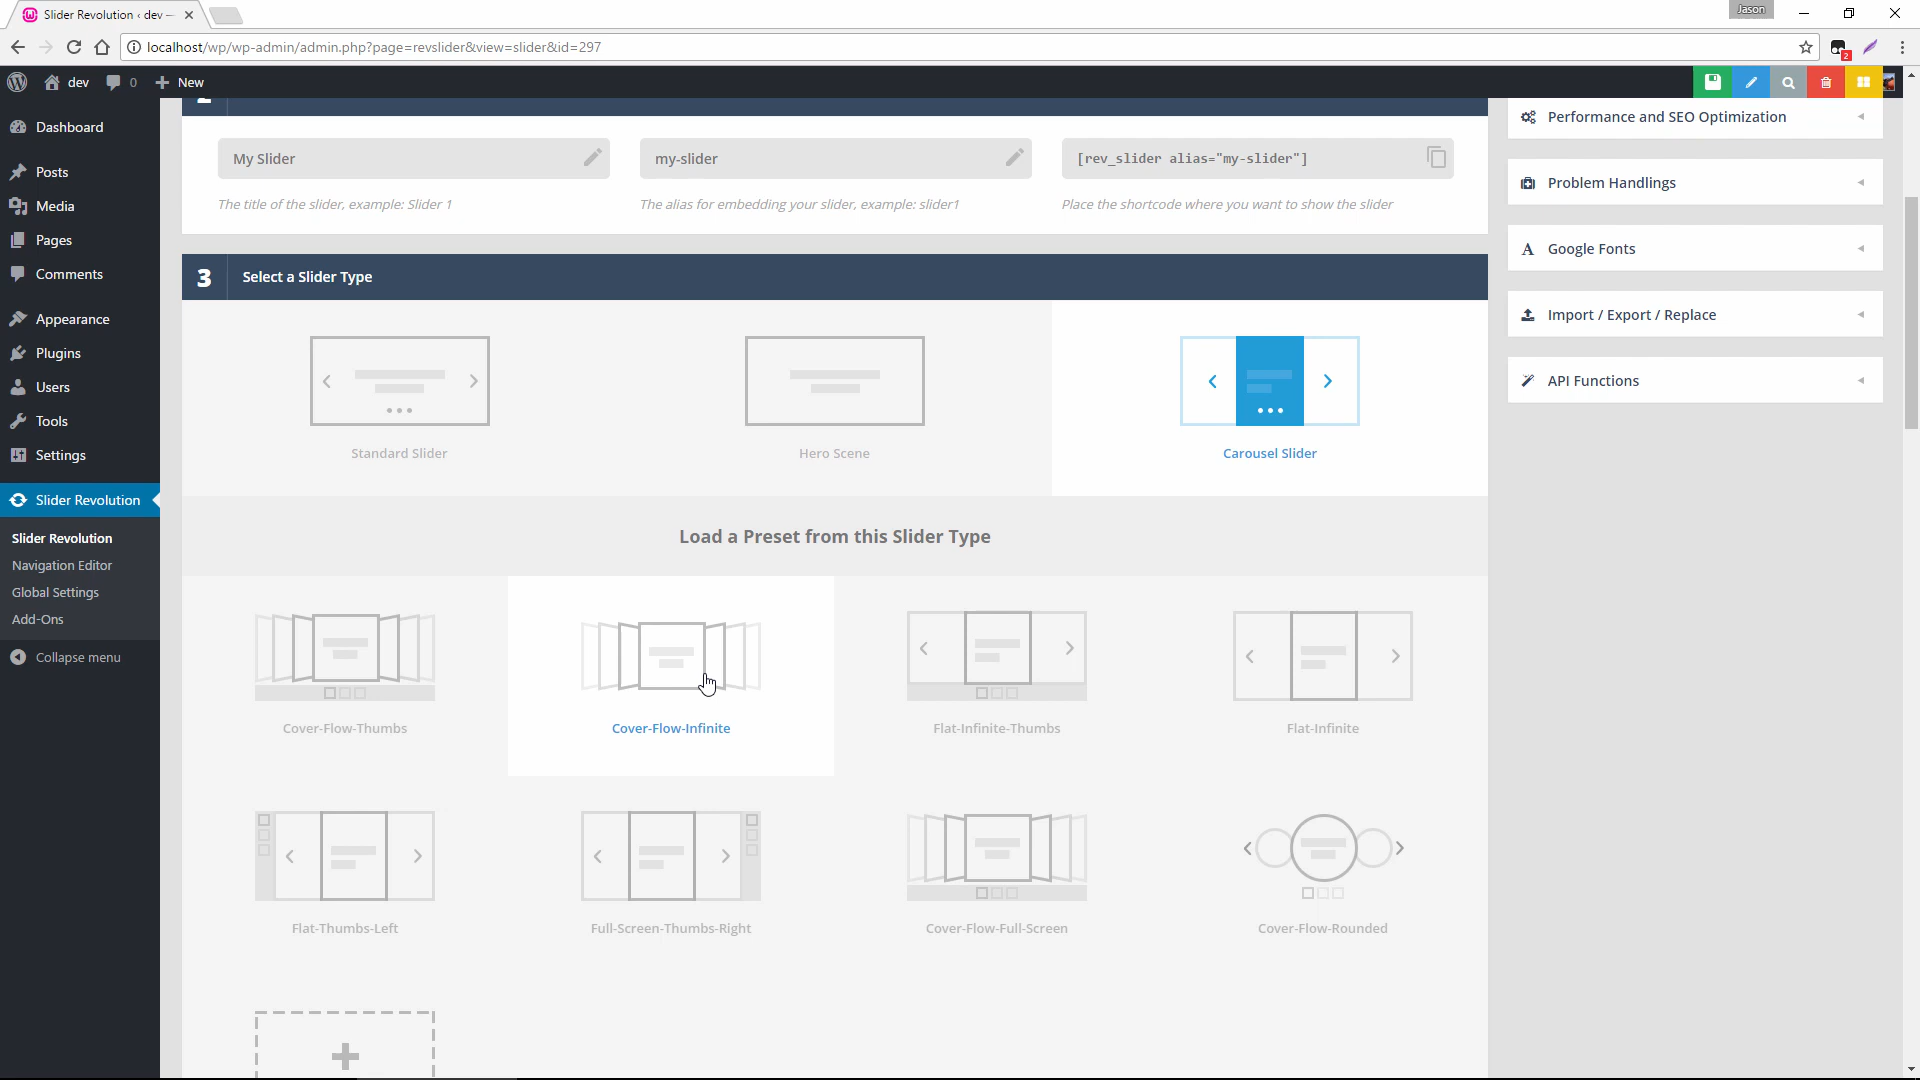 Slider Revolution ‹ dev —
Jason
localhost/wp/wp-admin/admin.php?page=revslider&view=slider&id=297
2
dev
0
New
Dashboard
Posts
Media
Pages
Comments
Appearance
Plugins
Users
Tools
Settings
Slider Revolution
Slider Revolution
Navigation Editor
Global Settings
Add-Ons
Collapse menu
My Slider
my-slider
[rev_slider alias="my-slider"]
The title of the slider, example: Slider 1
The alias for embedding your slider, example: slider1
Place the shortcode where you want to show the slider
3
Select a Slider Type
Standard Slider
Hero Scene
Carousel Slider
Load a Preset from this Slider Type
Cover-Flow-Thumbs
Cover-Flow-Infinite
Flat-Infinite-Thumbs
Flat-Infinite
Flat-Thumbs-Left
Full-Screen-Thumbs-Right
Cover-Flow-Full-Screen
Cover-Flow-Rounded
Performance and SEO Optimization
Problem Handlings
Google Fonts
Import / Export / Replace
API Functions